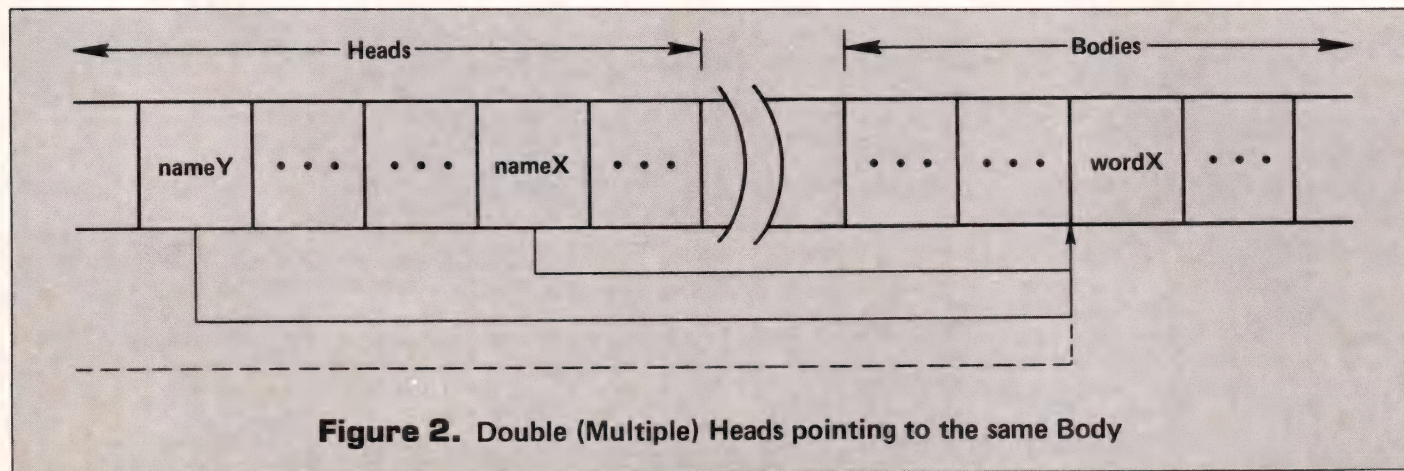 Heads Bodies
nameY • • • • • • nameX • • • • • • • • • wordX • • •
Figure 2. Double (Multiple) Heads pointing to the same Body